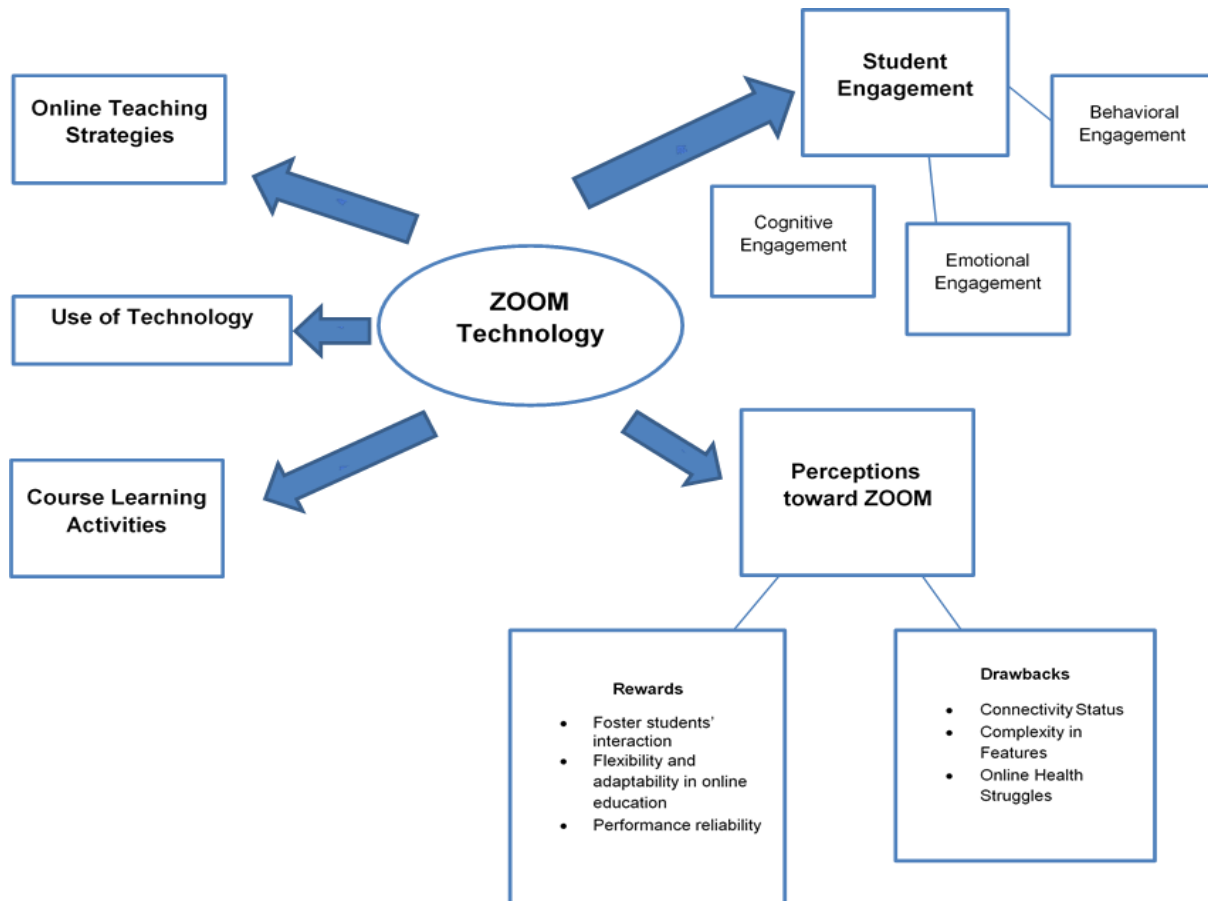 Online Teaching
Strategies
Student
Engagement
Behavioral
Engagement
Cognitive
Engagement
Emotional
Engagement
Use of Technology
ZOOM
Technology
Course Learning
Activities
Perceptions
toward ZOOM
Rewards
• Foster students'
interaction
• Flexibility and
adaptability in online
education
• Performance reliability
Drawbacks
• Connectivity Status
• Complexity in
Features
• Online Health
Struggles